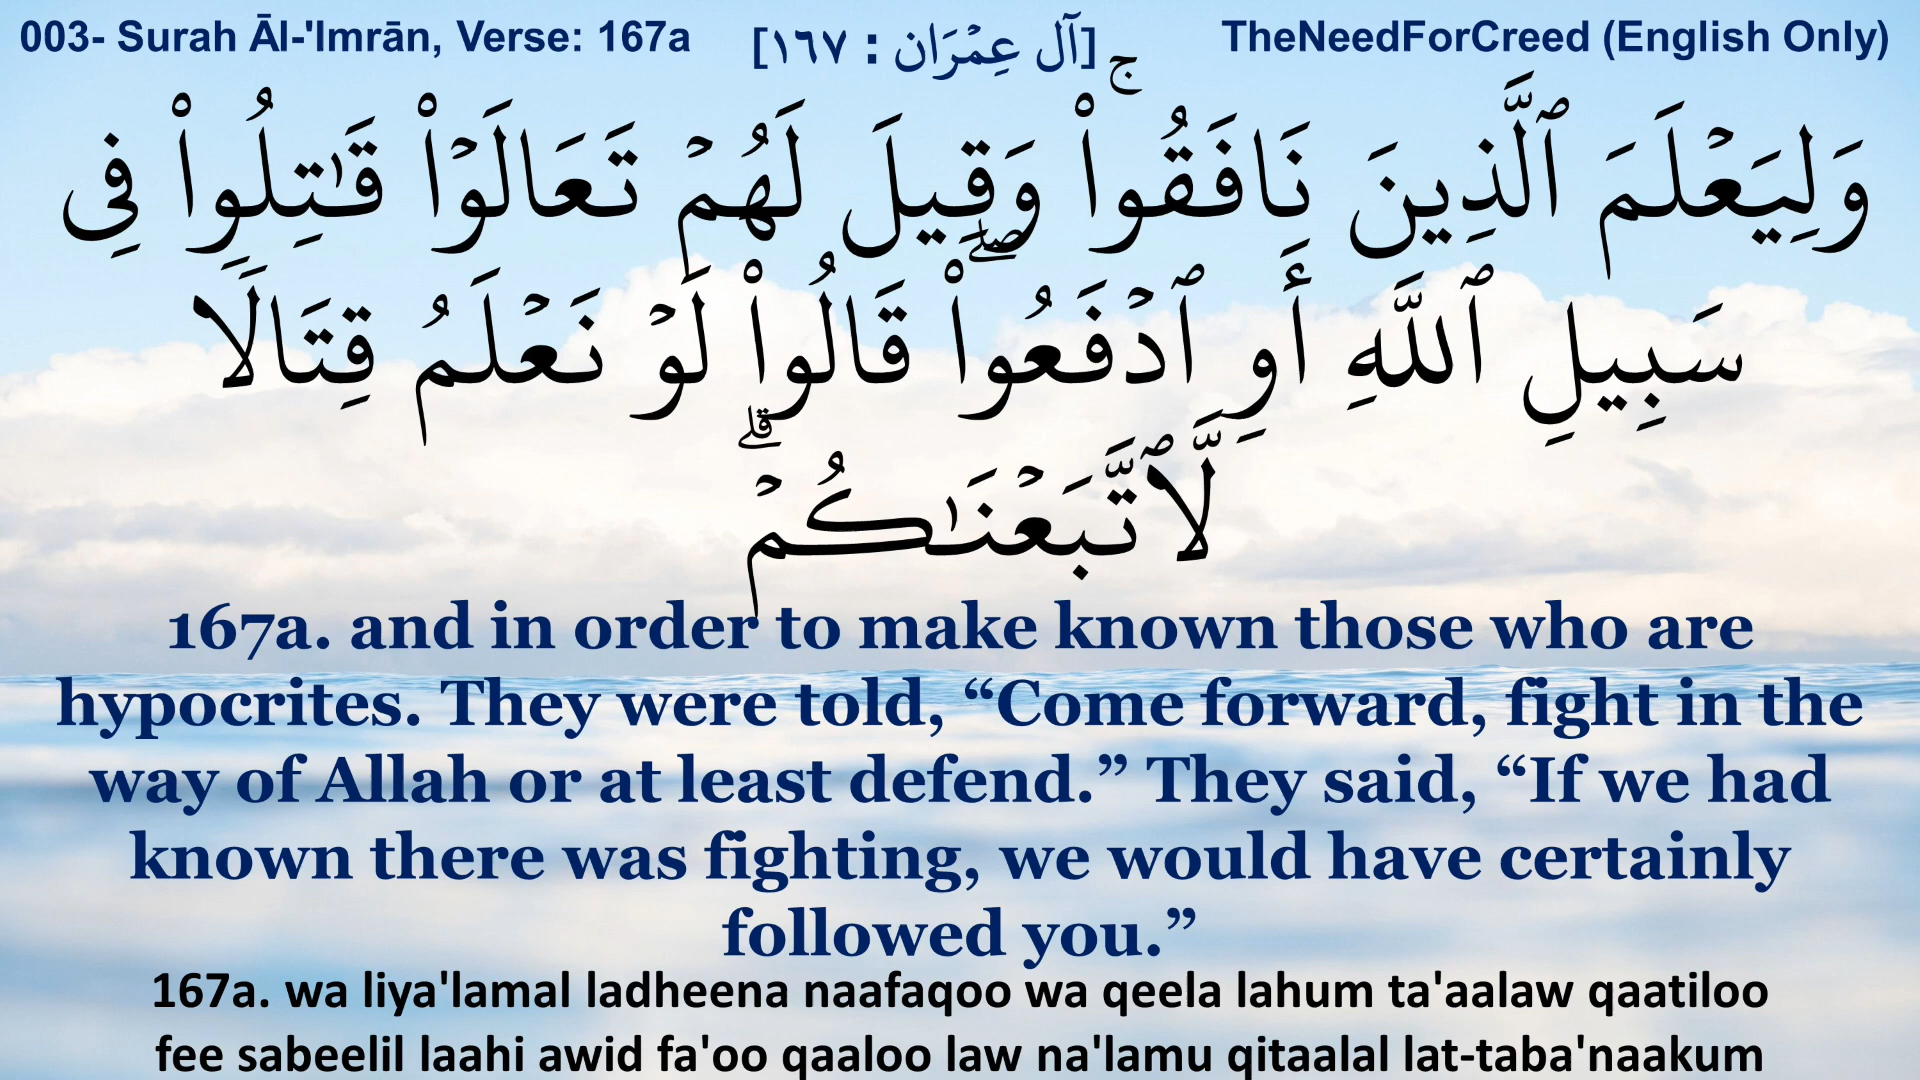 003- Surah Āl-'Imrān, Verse: 167a
[آل عِمْرَان : ١٦٧]
TheNeedForCreed (English Only)
وَلِيَعْلَمَ ٱلَّذِينَ نَافَقُوا۟ ۚ وَقِيلَ لَهُمْ تَعَالَوْا۟ قَـٰتِلُوا۟ فِى
سَبِيلِ ٱللَّهِ أَوِ ٱدْفَعُوا۟ ۖ قَالُوا۟ لَوْ نَعْلَمُ قِتَالًا
لَّٱتَّبَعْنَـٰكُمْ ۗ
167a. and in order to make known those who are
hypocrites. They were told, “Come forward, fight in the
way of Allah or at least defend.” They said, “If we had
known there was fighting, we would have certainly
followed you.”
167a. wa liya'lamal ladheena naafaqoo wa qeela lahum ta'aalaw qaatiloo
fee sabeelil laahi awid fa'oo qaaloo law na'lamu qitaalal lat-taba'naakum